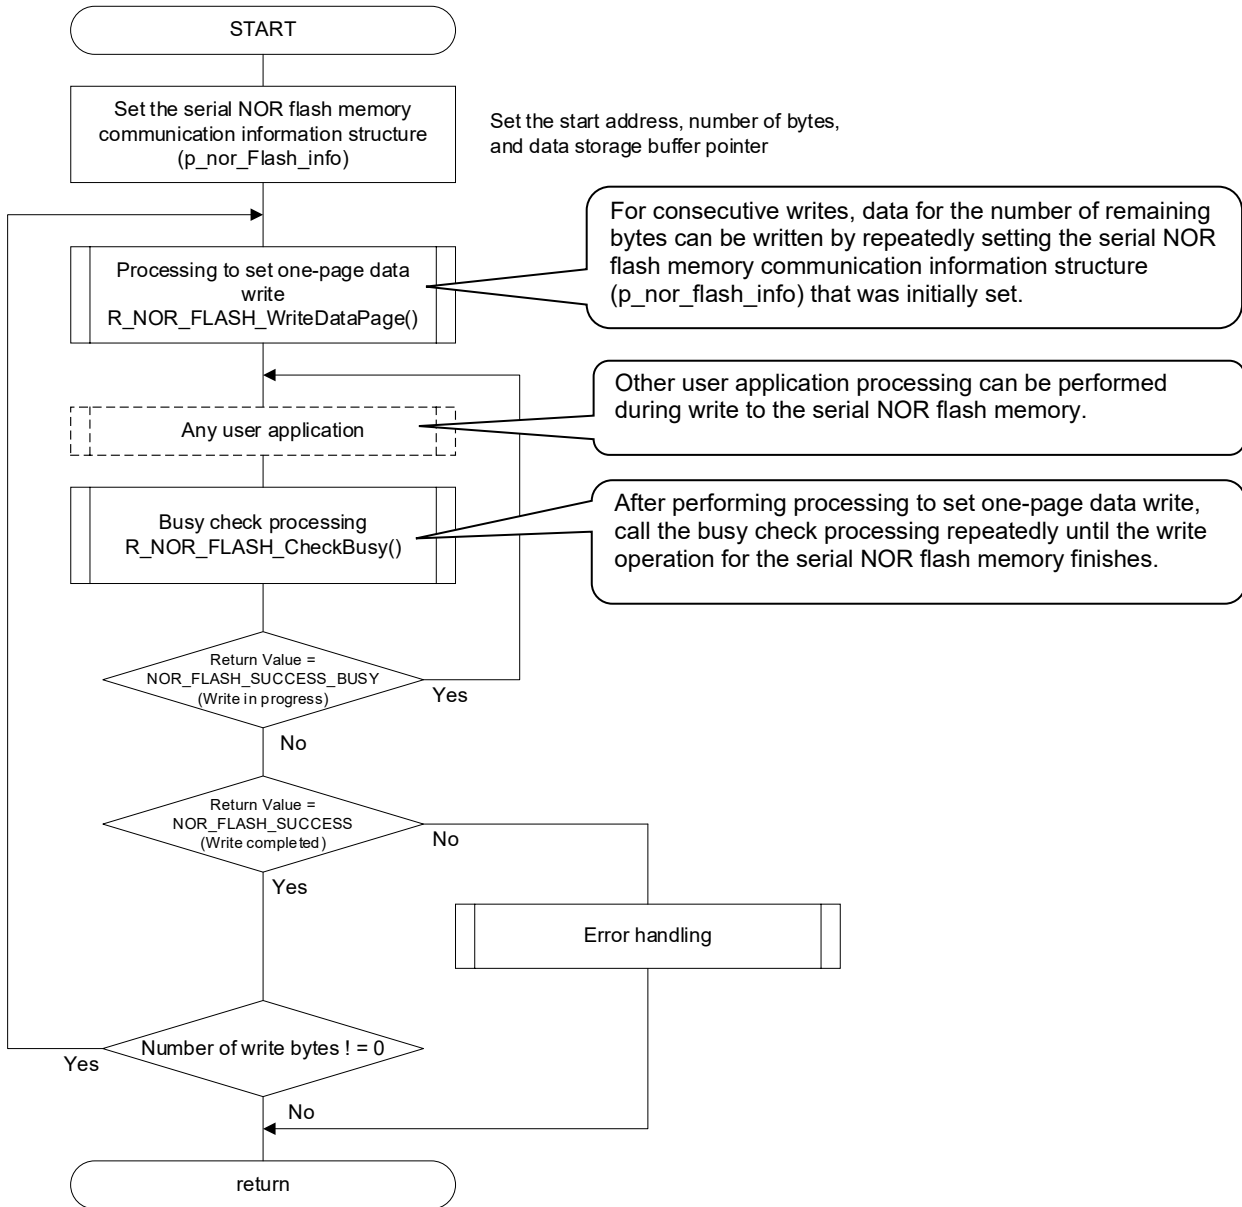 START
Set the serial NOR flash memory
communication information structure
(p_nor_Flash_info)
Set the start address, number of bytes,
and data storage buffer pointer
For consecutive writes, data for the number of remaining
bytes can be written by repeatedly setting the serial NOR
flash memory communication information structure
(p_nor_flash_info) that was initially set.
Processing to set one-page data
write
R_NOR_FLASH_WriteDataPage()
Other user application processing can be performed
during write to the serial NOR flash memory.
Any user application
After performing processing to set one-page data write,
call the busy check processing repeatedly until the write
operation for the serial NOR flash memory finishes.
Busy check processing
R_NOR_FLASH_CheckBusy()
Return Value =
NOR_FLASH_SUCCESS_BUSY
(Write in progress)
Yes
No
Return Value =
NOR_FLASH_SUCCESS
(Write completed)
No
Yes
Error handling
Number of write bytes ! = 0
Yes
No
return